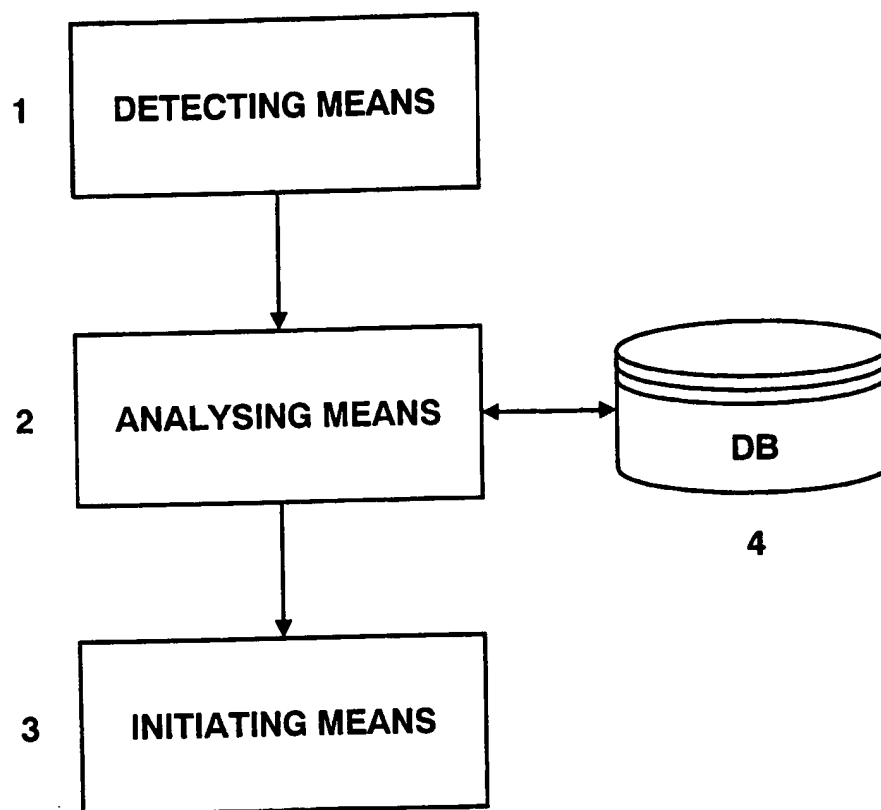 1
DETECTING MEANS
2
ANALYSING MEANS
DB
4
3
INITIATING MEANS